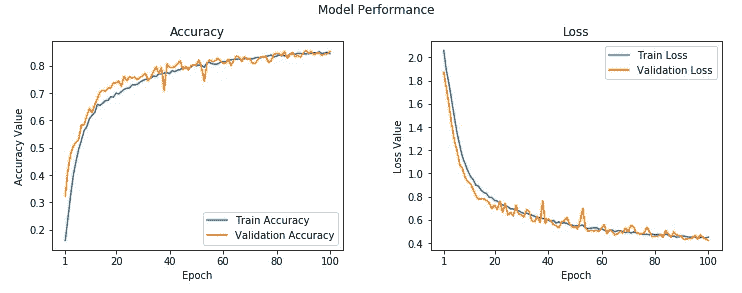 Model Performance
Accuracy
Accuracy Value
0.8
0.7
0.6
0.5
0.4
0.3
0.2
Train Accuracy
Validation Accuracy
1 20 40 60 80 100
Epoch
Loss
Loss Value
2.0
1.8
1.6
1.4
1.2
1.0
0.8
0.6
0.4
Train Loss
Validation Loss
1 20 40 60 80 100
Epoch